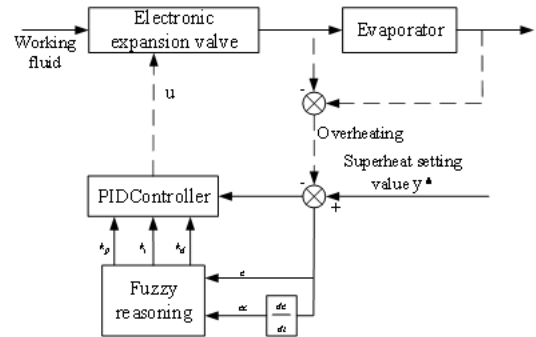 Electronic
expansion valve
Evaporator
Working
fluid
-
u
Overheating
Superheat setting
value y*
-
+
PIDController
kp ki kd
Fuzzy
reasoning
e
ec
de
dt